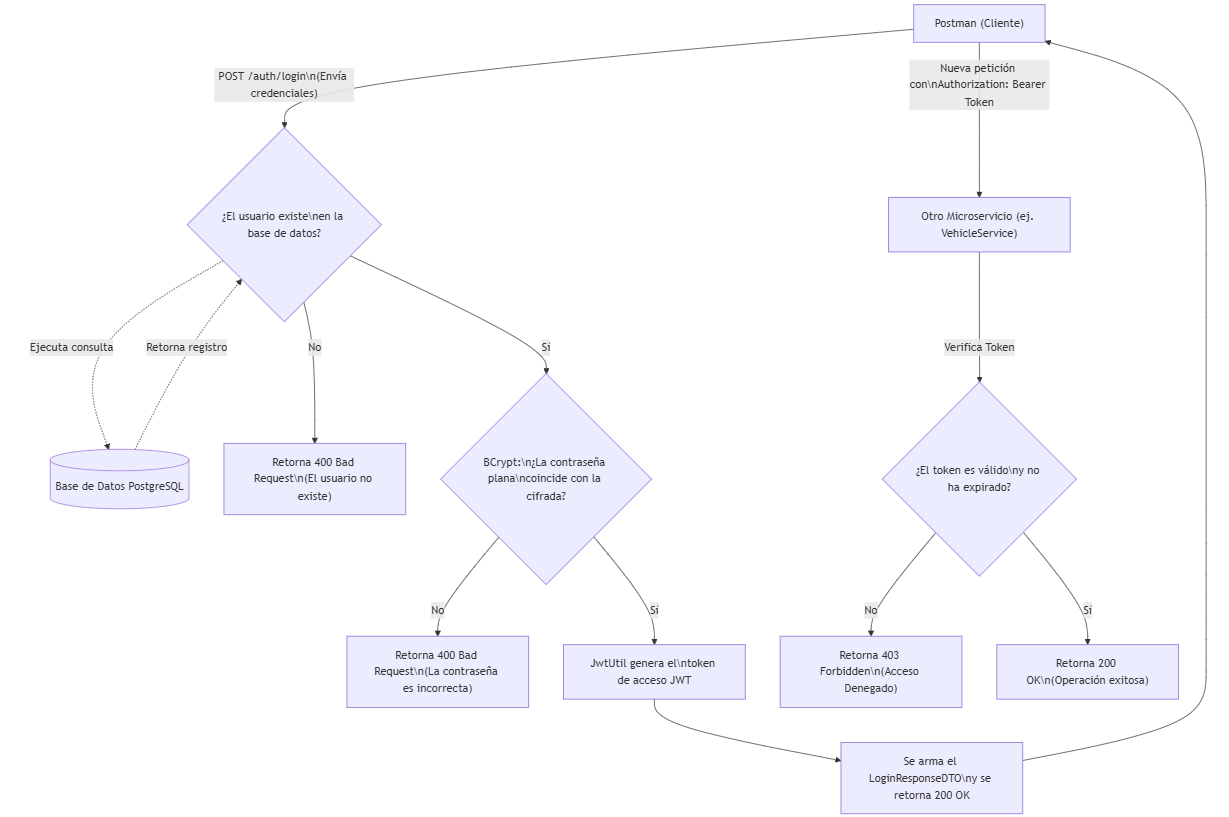 Postman (Cliente)
POST /auth/login\n(Envía
credenciales)
Nueva petición
con\nAuthorization: Bearer
Token
¿El usuario existe\nen la
base de datos?
Otro Microservicio (ej.
VehicleService)
Ejecuta consulta
Retorna registro
No
Sí
Verifica Token
Base de Datos PostgreSQL
Retorna 400 Bad
Request\n(El usuario no
existe)
BCrypt:\n¿La contraseña
plana\ncoincide con la
cifrada?
¿El token es válido\ny no
ha expirado?
No
Sí
No
Sí
Retorna 400 Bad
Request\n(La contraseña
es incorrecta)
JwtUtil genera el\ntoken
de acceso JWT
Retorna 403
Forbidden\n(Acceso
Denegado)
Retorna 200
OK\n(Operación exitosa)
Se arma el
LoginResponseDTO\ny se
retorna 200 OK